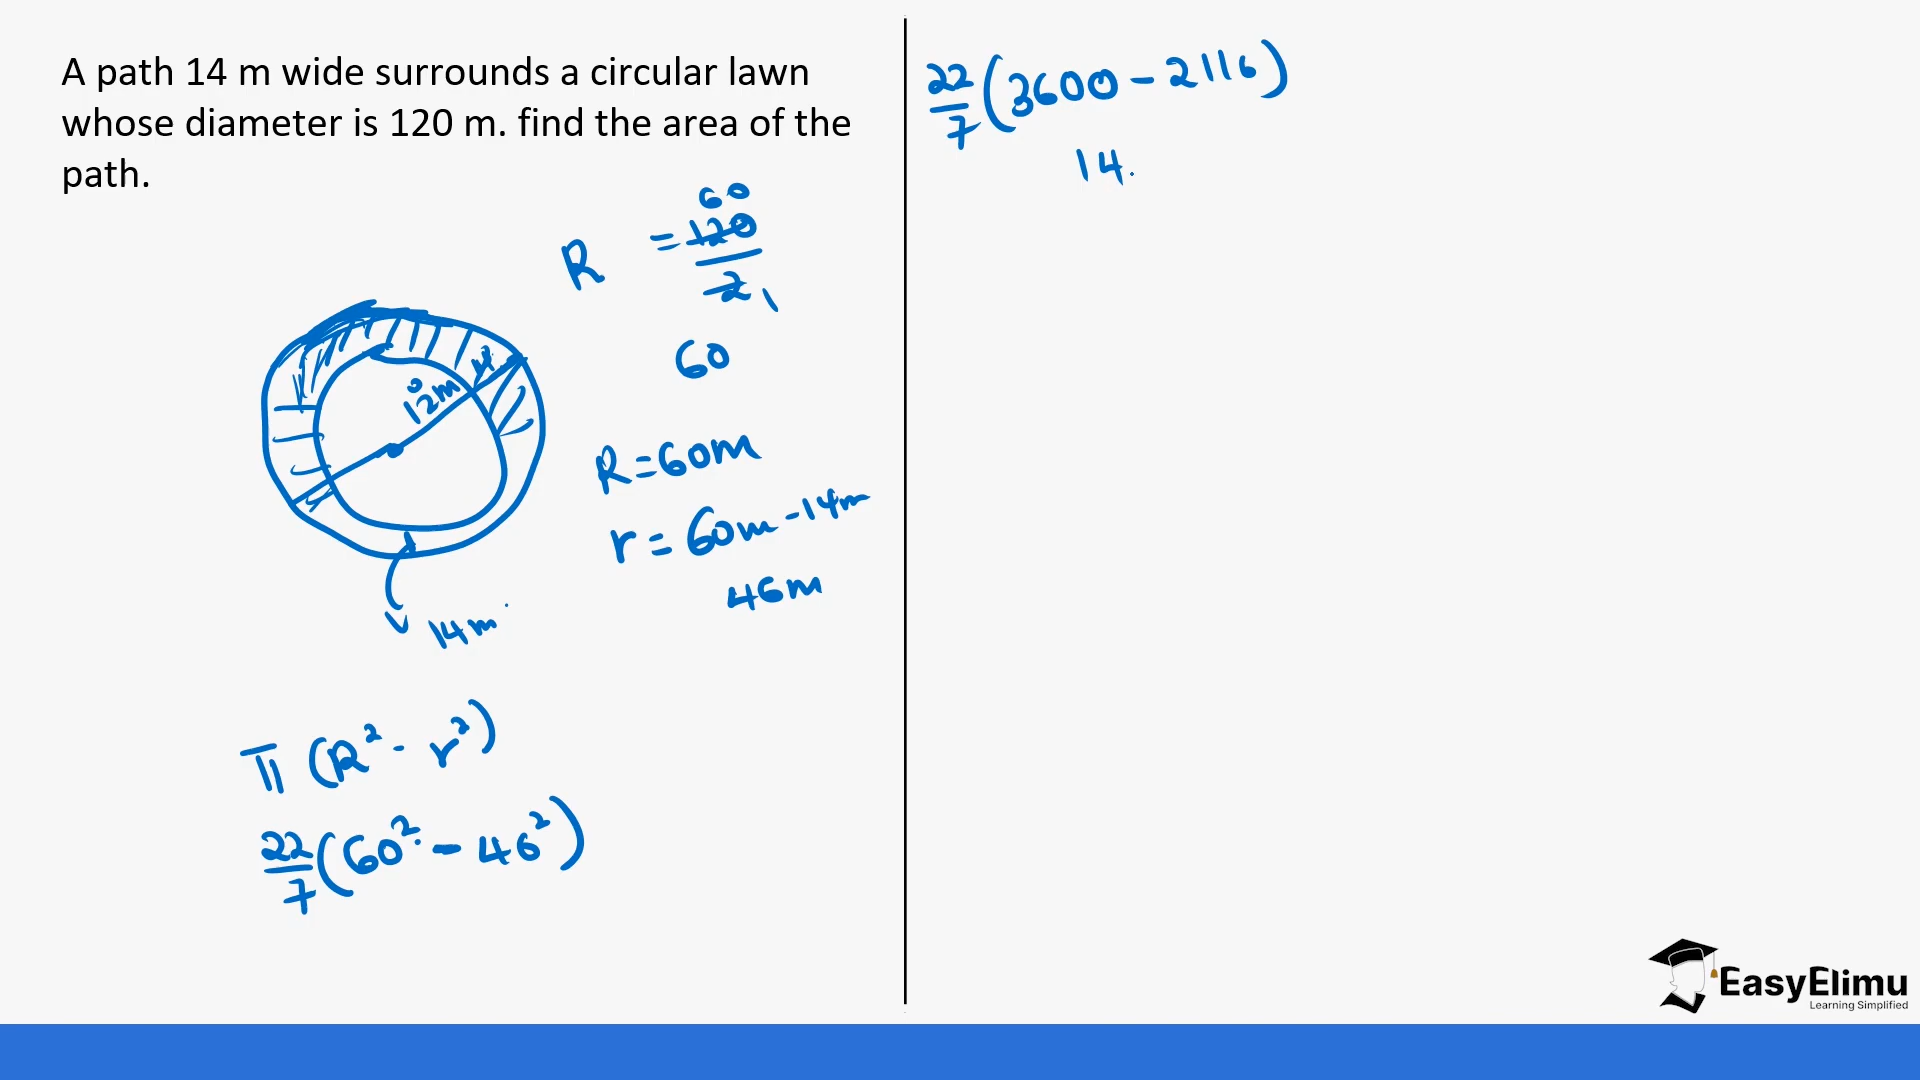 A path 14 m wide surrounds a circular lawn
whose diameter is 120 m. find the area of the
path.
60
R = 120
2 1
60
120m
R = 60m
r = 60m - 14m
46m
14m
π (R² - r²)
22/7 (60² - 46²)
22/7 (3600 - 2116)
14.
EasyElimu
Learning Simplified